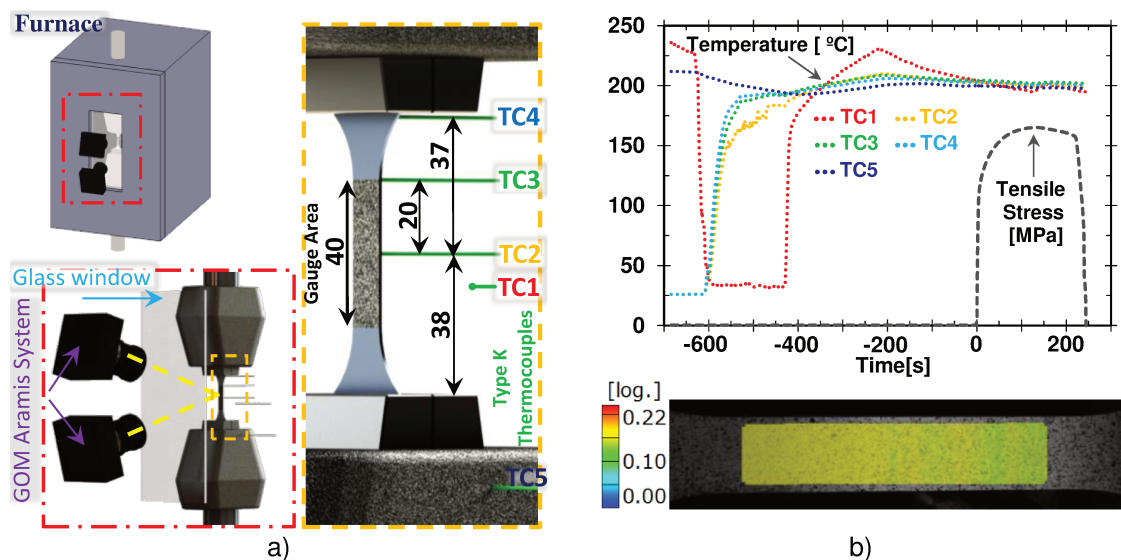 Furnace
Glass window
GOM Aramis System
TC4
37
TC3
20
Gauge Area
40
TC2
TC1
38
Type K
Thermocouples
TC5
a)
250
200
150
100
50
0
Temperature [ ºC]
TC1
TC2
TC3
TC4
TC5
Tensile
Stress
[MPa]
-600
-400
-200
0
200
Time[s]
[log.]
0.22
0.10
0.00
b)